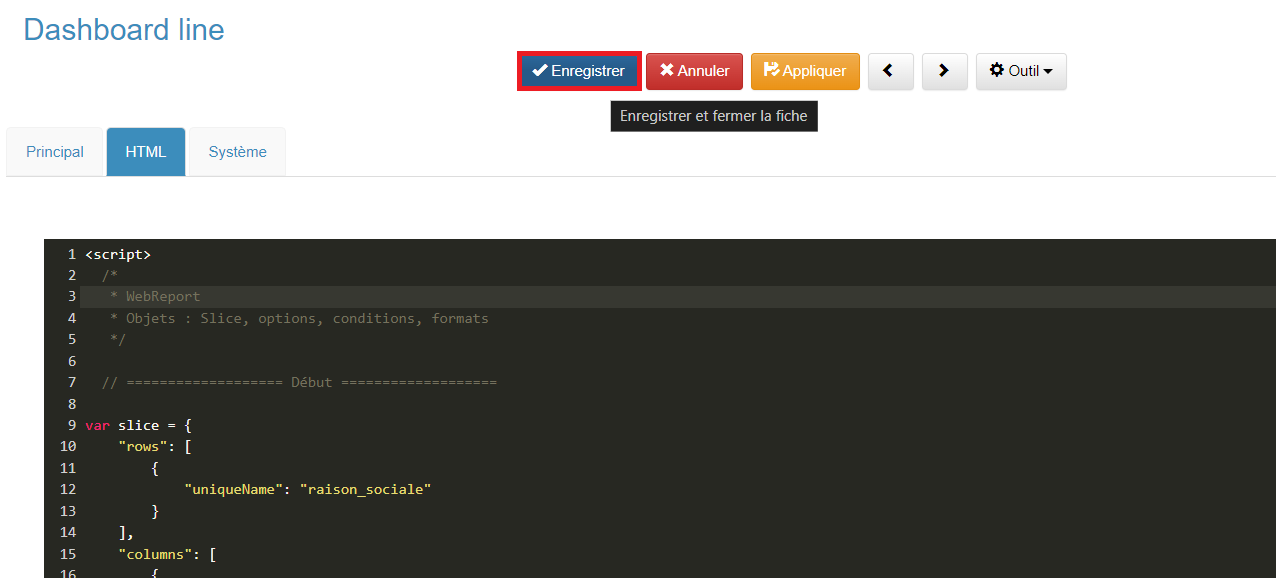 Dashboard line
Enregistrer Annuler Appliquer Outil
Enregistrer et fermer la fiche
Principal HTML Système
1 <script>
2 /*
3 * WebReport
4 * Objets : Slice, options, conditions, formats
5 */
6
7 // =================== Début ===================
8
9 var slice = {
10 "rows": [
11 {
12 "uniqueName": "raison_sociale"
13 }
14 ],
15 "columns": [
16 {